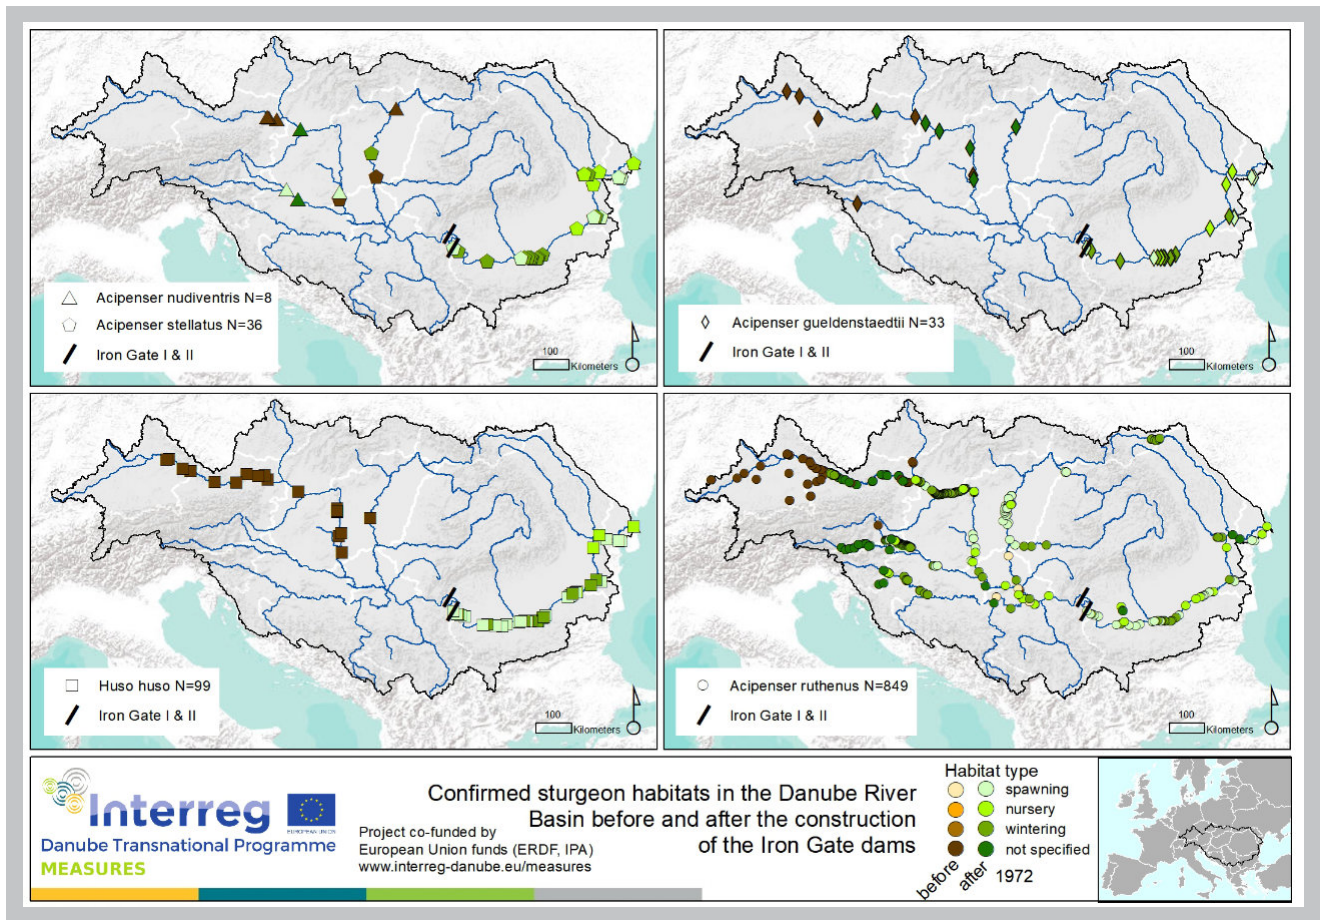 Acipenser nudiventris N=8
Acipenser stellatus N=36
Iron Gate I & II
100
Kilometers
Acipenser gueldenstaedtii N=33
Iron Gate I & II
100
Kilometers
Huso huso N=99
Iron Gate I & II
100
Kilometers
Acipenser ruthenus N=849
Iron Gate I & II
100
Kilometers
Interreg
EUROPEAN UNION
Danube Transnational Programme
MEASURES
Project co-funded by
European Union funds (ERDF, IPA)
www.interreg-danube.eu/measures
Confirmed sturgeon habitats in the Danube River
Basin before and after the construction
of the Iron Gate dams
Habitat type
spawning
nursery
wintering
not specified
before
after
1972